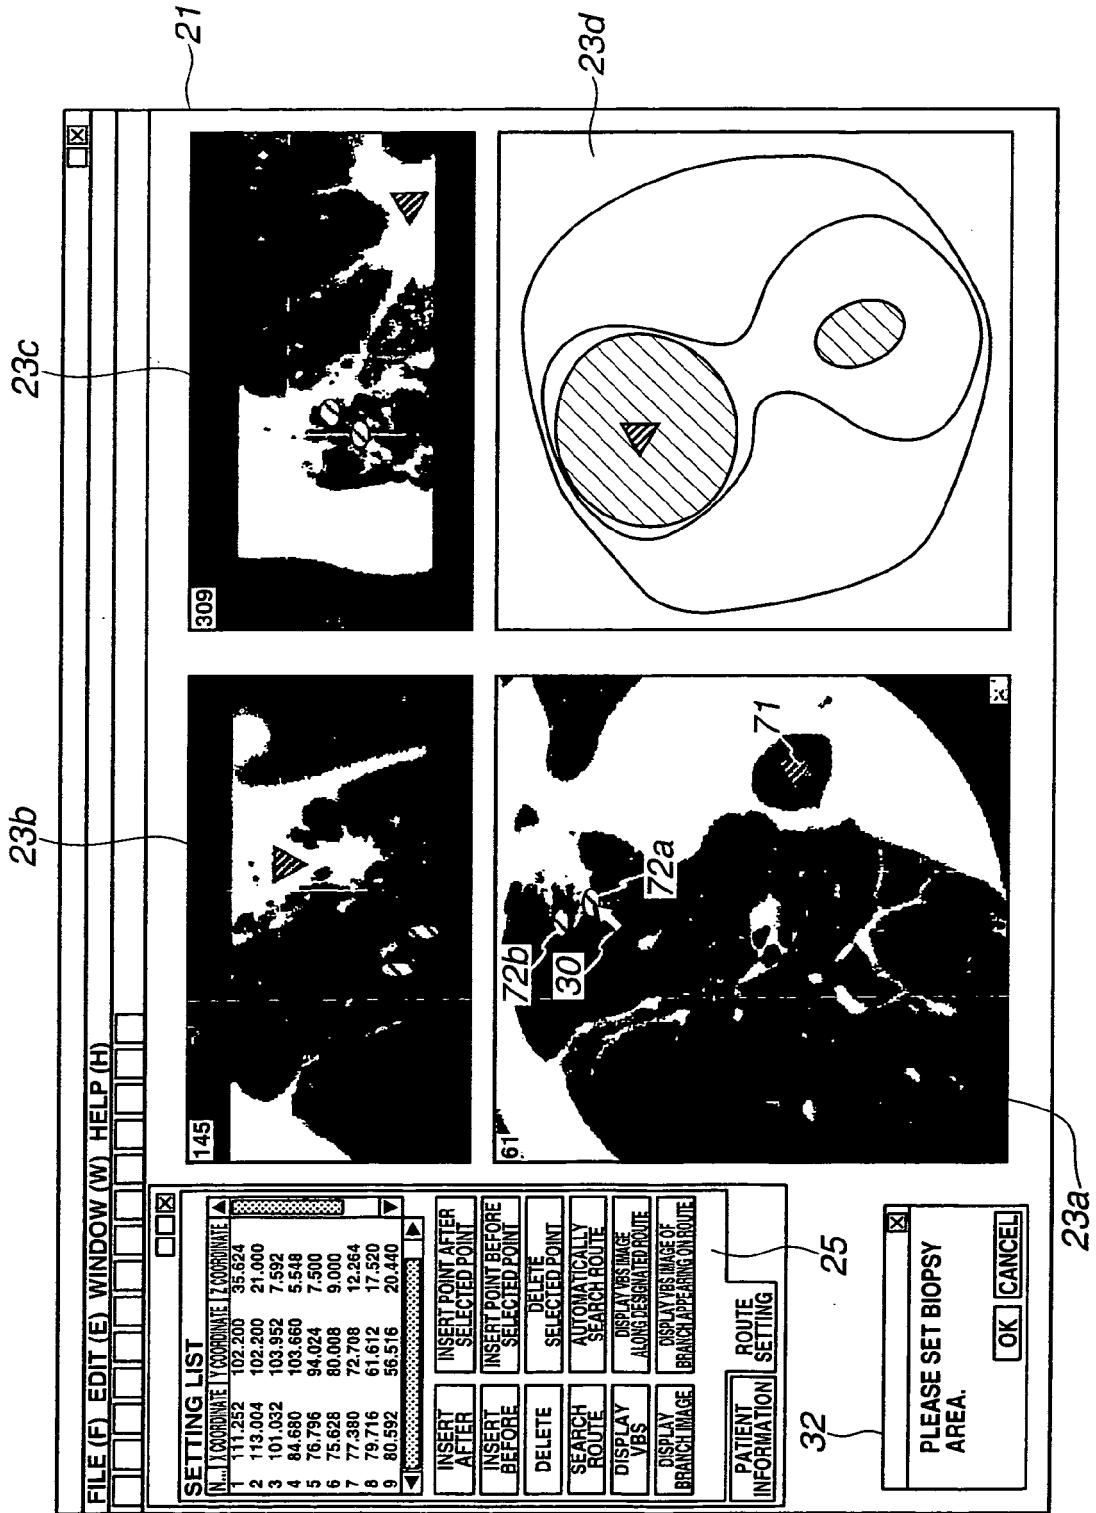 21
23c
23b
23d
FILE (F) EDIT (E) WINDOW (W) HELP (H)
SETTING LIST
N... X COORDINATE Y COORDINATE Z COORDINATE
1 111.252 102.200 35.624
2 113.004 102.200 21.000
3 101.032 103.952 7.592
4 84.680 103.660 5.548
5 76.796 94.024 7.500
6 75.628 80.008 9.000
7 77.380 72.708 12.264
8 79.716 61.612 17.520
9 80.592 56.516 20.440
INSERT AFTER
INSERT POINT AFTER SELECTED POINT
INSERT BEFORE
INSERT POINT BEFORE SELECTED POINT
DELETE
DELETE SELECTED POINT
SEARCH ROUTE
AUTOMATICALLY SEARCH ROUTE
DISPLAY VBS
DISPLAY VBS IMAGE ALONG DESIGNATED ROUTE
DISPLAY BRANCH IMAGE
DISPLAY VBS IMAGE OF BRANCH APPEARING ON ROUTE
PATIENT INFORMATION
ROUTE SETTING
25
145
309
61
72b
30
72a
71
32
PLEASE SET BIOPSY
AREA.
OK CANCEL
23a